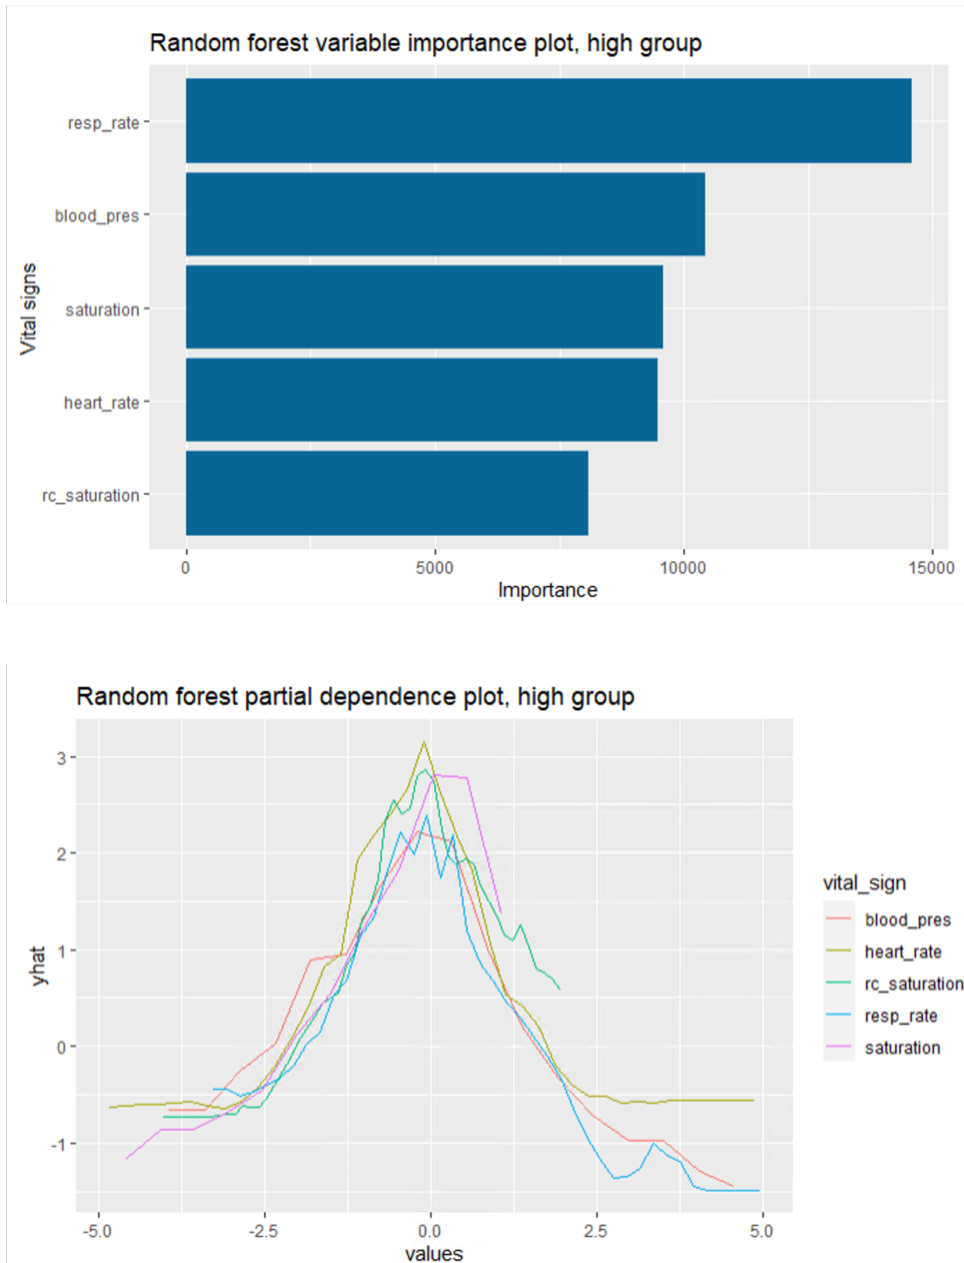 Random forest variable importance plot, high group
resp_rate
blood_pres
saturation
heart_rate
rc_saturation
Vital signs
0 5000 10000 15000
Importance
Random forest partial dependence plot, high group
3
2
1
0
-1
yhat
-5.0 -2.5 0.0 2.5 5.0
values
vital_sign
blood_pres
heart_rate
rc_saturation
resp_rate
saturation